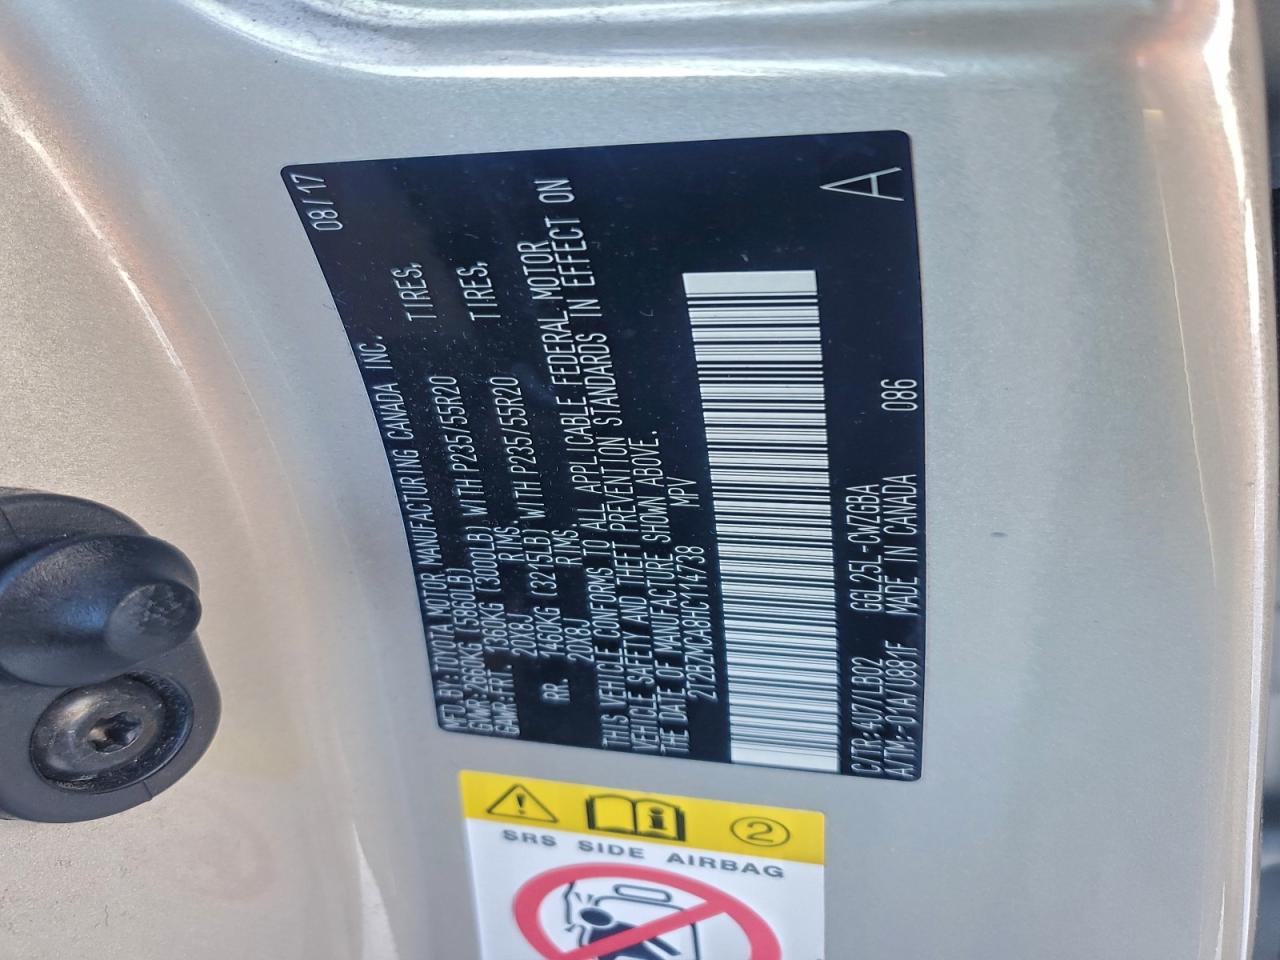 08/17
MFD BY: TOYOTA MOTOR MANUFACTURING CANADA INC.
GVWR: 2660KG (5860LB)
GAWR: FRT. 1360KG (3000LB) WITH P235/55R20 TIRES,
20X8J RIMS.
RR. 1460KG (3215LB) WITH P235/55R20 TIRES,
20X8J RIMS.
THIS VEHICLE CONFORMS TO ALL APPLICABLE FEDERAL MOTOR
VEHICLE SAFETY AND THEFT PREVENTION STANDARDS IN EFFECT ON
THE DATE OF MANUFACTURE SHOWN ABOVE.
2T2BZMCA8HC114738 MPV
C/TR: 4U7/LB02 GGL25L-CWZGBA
A/TM: -01A/0881F MADE IN CANADA 086
A
2
SRS SIDE AIRBAG